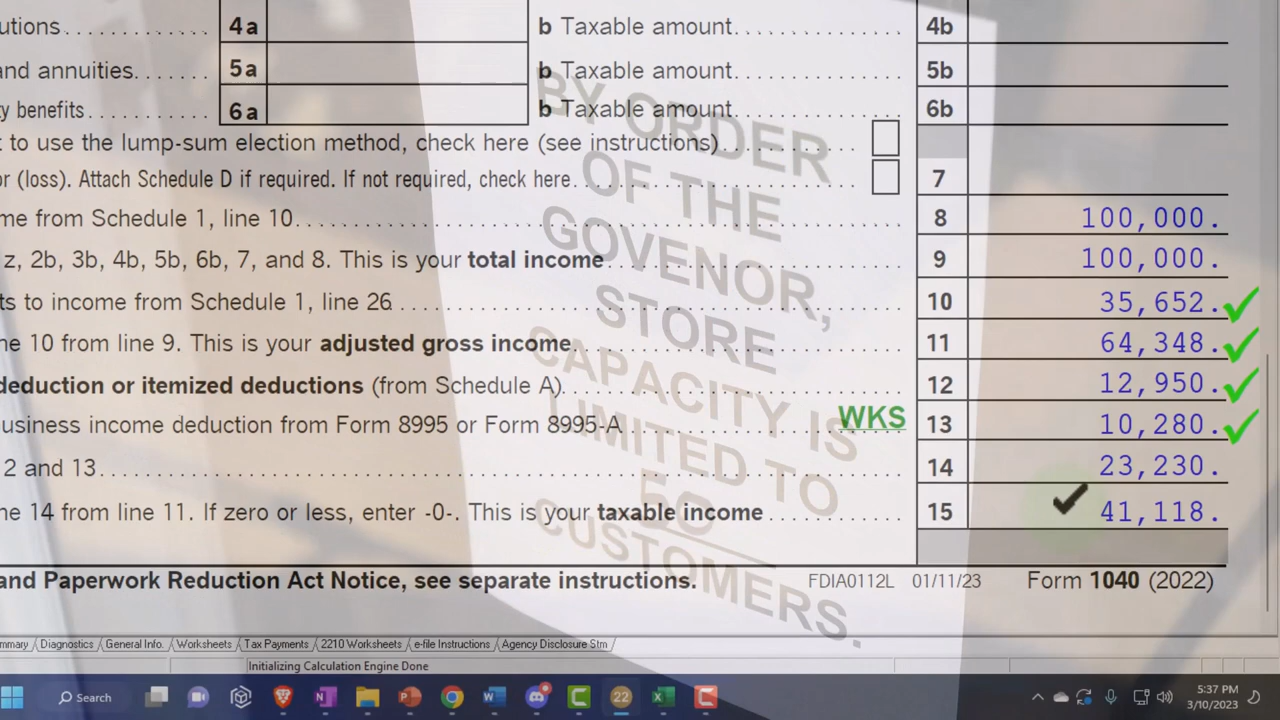 utions 4a b Taxable amount 4b
and annuities 5a b Taxable amount 5b
ty benefits 6a b Taxable amount 6b
t to use the lump-sum election method, check here (see instructions)
or (loss). Attach Schedule D if required. If not required, check here 7
me from Schedule 1, line 10 8 100,000.
z, 2b, 3b, 4b, 5b, 6b, 7, and 8. This is your total income 9 100,000.
ts to income from Schedule 1, line 26 10 35,652.
ne 10 from line 9. This is your adjusted gross income 11 64,348.
deduction or itemized deductions (from Schedule A) 12 12,950.
usiness income deduction from Form 8995 or Form 8995-A WKS 13 10,280.
2 and 13 14 23,230.
ne 14 from line 11. If zero or less, enter -0-. This is your taxable income 15 41,118.
and Paperwork Reduction Act Notice, see separate instructions. FDIA0112L 01/11/23 Form 1040 (2022)
BY ORDER
OF THE
GOVENOR,
STORE
CAPACITY IS
LIMITED TO
50
CUSTOMERS.
mmary Diagnostics General Info. Worksheets Tax Payments 2210 Worksheets e-file Instructions Agency Disclosure Stm
Initializing Calculation Engine Done
Search 22 5:37 PM
3/10/2023